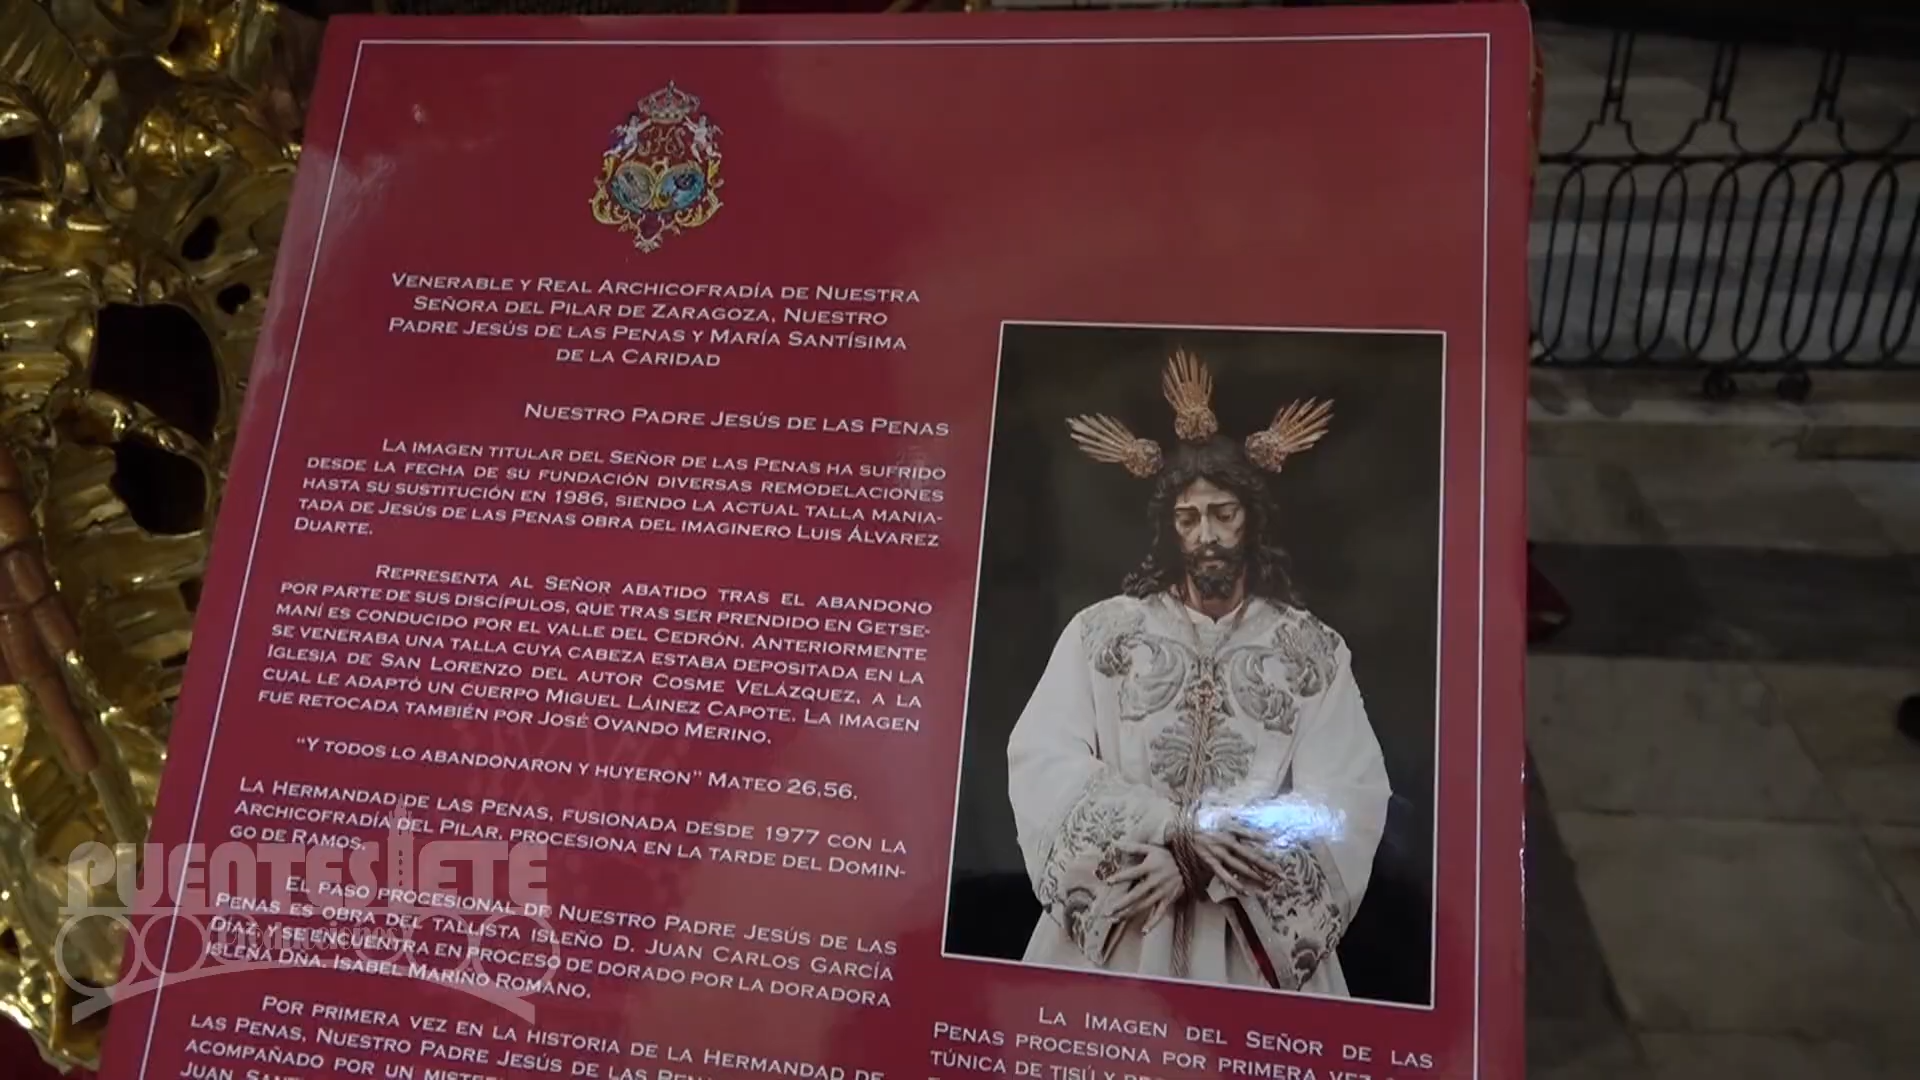 VENERABLE Y REAL ARCHICOFRADÍA DE NUESTRA
SEÑORA DEL PILAR DE ZARAGOZA, NUESTRO
PADRE JESÚS DE LAS PENAS Y MARÍA SANTÍSIMA
DE LA CARIDAD
NUESTRO PADRE JESÚS DE LAS PENAS
LA IMAGEN TITULAR DEL SEÑOR DE LAS PENAS HA SUFRIDO
DESDE LA FECHA DE SU FUNDACIÓN DIVERSAS REMODELACIONES
HASTA SU SUSTITUCIÓN EN 1986, SIENDO LA ACTUAL TALLA MANIA-
TADA DE JESÚS DE LAS PENAS OBRA DEL IMAGINERO LUIS ÁLVAREZ
DUARTE.
REPRESENTA AL SEÑOR ABATIDO TRAS EL ABANDONO
POR PARTE DE SUS DISCÍPULOS, QUE TRAS SER PRENDIDO EN GETSE-
MANÍ ES CONDUCIDO POR EL VALLE DEL CEDRÓN. ANTERIORMENTE
SE VENERABA UNA TALLA CUYA CABEZA ESTABA DEPOSITADA EN LA
IGLESIA DE SAN LORENZO DEL AUTOR COSME VELÁZQUEZ, A LA
CUAL LE ADAPTÓ UN CUERPO MIGUEL LÁINEZ CAPOTE. LA IMAGEN
FUE RETOCADA TAMBIÉN POR JOSÉ OVANDO MERINO.
"Y TODOS LO ABANDONARON Y HUYERON" MATEO 26,56.
LA HERMANDAD DE LAS PENAS, FUSIONADA DESDE 1977 CON LA
ARCHICOFRADÍA DEL PILAR, PROCESIONA EN LA TARDE DEL DOMIN-
GO DE RAMOS.
EL PASO PROCESIONAL DE NUESTRO PADRE JESÚS DE LAS
PENAS ES OBRA DEL TALLISTA ISLEÑO D. JUAN CARLOS GARCÍA
DÍAZ Y SE ENCUENTRA EN PROCESO DE DORADO POR LA DORADORA
ISLEÑA DÑA. ISABEL MARIÑO ROMANO.
POR PRIMERA VEZ EN LA HISTORIA DE LA HERMANDAD DE
LAS PENAS, NUESTRO PADRE JESÚS DE LAS
ACOMPAÑADO POR UN
JUAN
LA IMAGEN DEL SEÑOR DE LAS
PENAS PROCESIONA POR PRIMERA VEZ
TÚNICA DE TISÚ Y
PUENTESIETE
Producciones